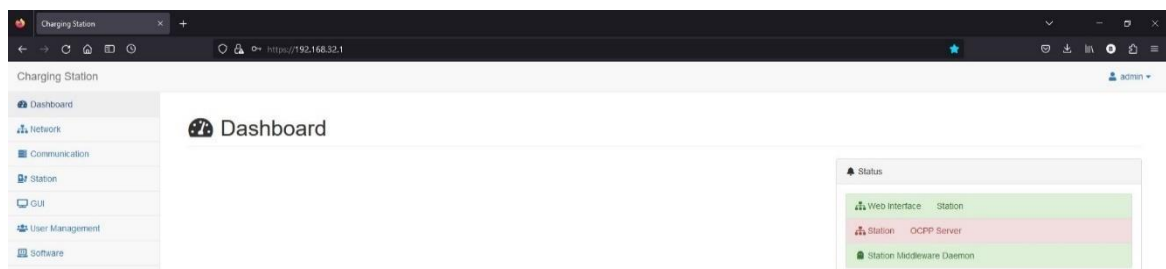 Charging Station
https://192.168.32.1
Charging Station
admin
Dashboard
Network
Communication
Station
GUI
User Management
Software
Dashboard
Status
Web Interface Station
Station OCPP Server
Station Middleware Daemon